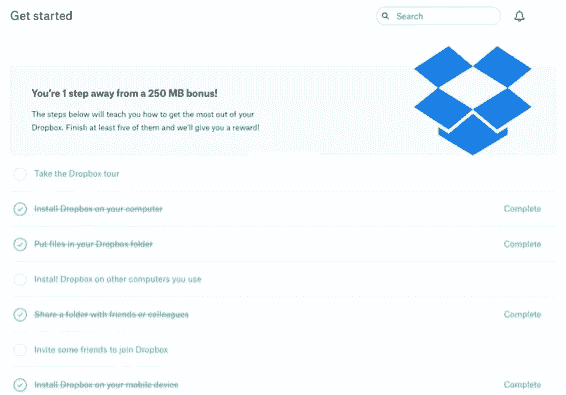 Get started
Search
You're 1 step away from a 250 MB bonus!
The steps below will teach you how to get the most out of your
Dropbox. Finish at least five of them and we'll give you a reward!
Take the Dropbox tour
Install Dropbox on your computer Complete
Put files in your Dropbox folder Complete
Install Dropbox on other computers you use
Share a folder with friends or colleagues Complete
Invite some friends to join Dropbox
Install Dropbox on your mobile device Complete